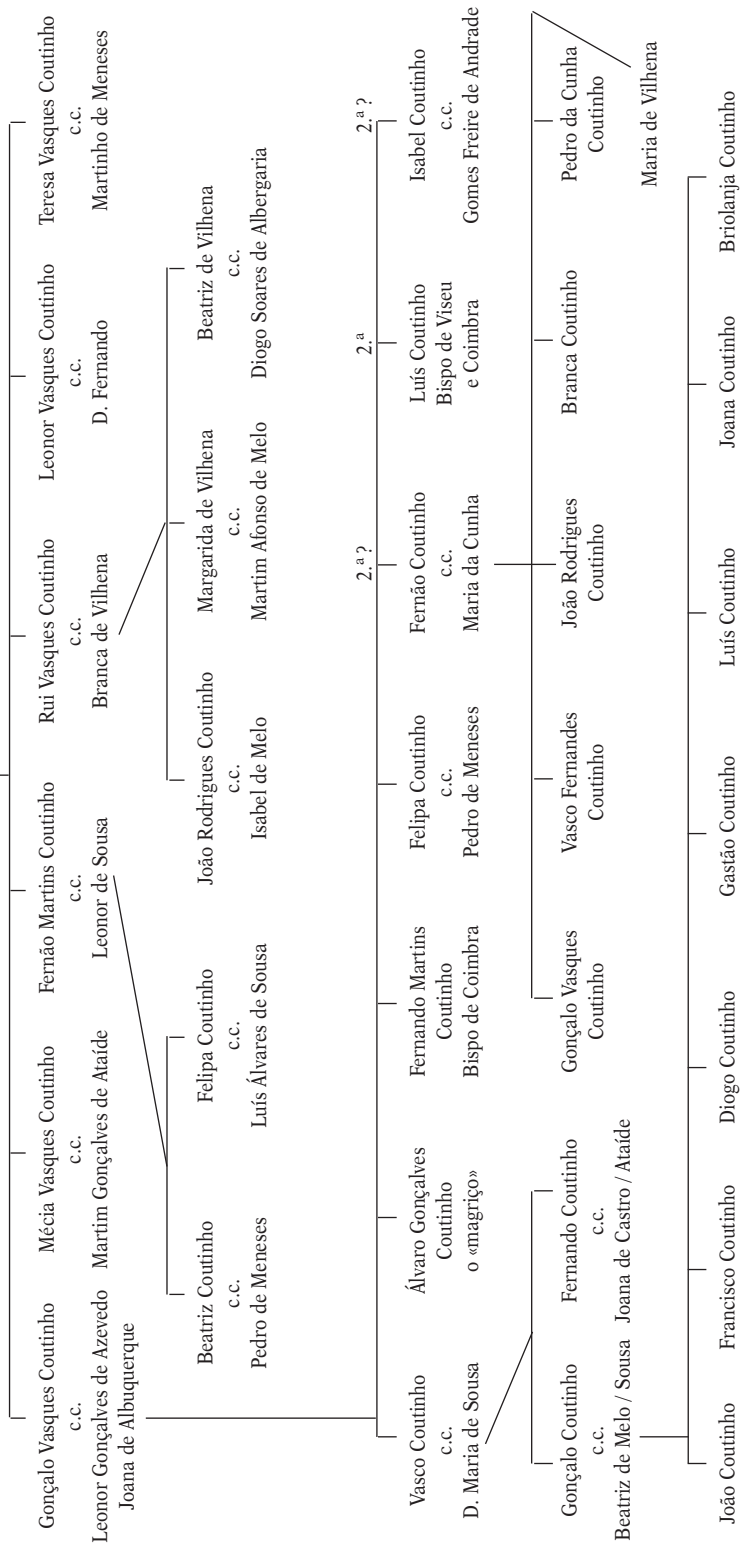 Gonçalo Vasques Coutinho
c.c.
Leonor Gonçalves de Azevedo
Joana de Albuquerque
Mécia Vasques Coutinho
c.c.
Martim Gonçalves de Ataíde
Fernão Martins Coutinho
c.c.
Leonor de Sousa
Rui Vasques Coutinho
c.c.
Branca de Vilhena
Leonor Vasques Coutinho
c.c.
D. Fernando
Teresa Vasques Coutinho
c.c.
Martinho de Meneses
Beatriz Coutinho
c.c.
Pedro de Meneses
Felipa Coutinho
c.c.
Luís Álvares de Sousa
João Rodrigues Coutinho
c.c.
Isabel de Melo
Margarida de Vilhena
c.c.
Martim Afonso de Melo
Beatriz de Vilhena
c.c.
Diogo Soares de Albergaria
Vasco Coutinho
c.c.
D. Maria de Sousa
Álvaro Gonçalves
Coutinho
o «magriço»
Fernando Martins
Coutinho
Bispo de Coimbra
Felipa Coutinho
c.c.
Pedro de Meneses
2.ª ?
Fernão Coutinho
c.c.
Maria da Cunha
2.ª
Luís Coutinho
Bispo de Viseu
e Coimbra
2.ª ?
Isabel Coutinho
c.c.
Gomes Freire de Andrade
Gonçalo Coutinho
c.c.
Beatriz de Melo / Sousa
Fernando Coutinho
c.c.
Joana de Castro / Ataíde
Gonçalo Vasques
Coutinho
Vasco Fernandes
Coutinho
João Rodrigues
Coutinho
Branca Coutinho
Pedro da Cunha
Coutinho
Maria de Vilhena
João Coutinho
Francisco Coutinho
Diogo Coutinho
Gastão Coutinho
Luís Coutinho
Joana Coutinho
Briolanja Coutinho